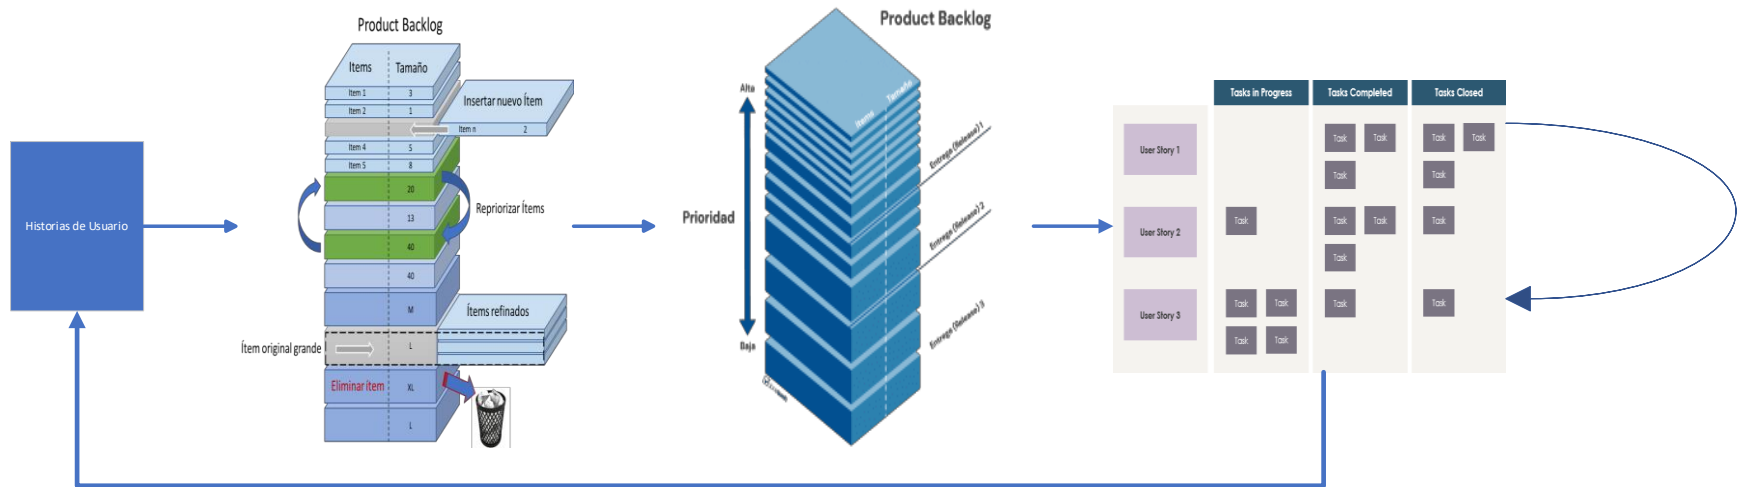 Historias de Usuario
Product Backlog
Items Tamaño
Item 1 3
Item 2 1
Insertar nuevo Ítem
Item n 2
Item 4 5
Item 5 8
20
Repriorizar Ítems
13
40
40
M
Ítems refinados
Ítem original grande
L
Eliminar ítem XL
L
Product Backlog
Alta
Prioridad
Baja
Items Tamaño
Entrega (Release) 1
Entrega (Release) 2
Entrega (Release) 3
Tasks in Progress Tasks Completed Tasks Closed
User Story 1
Task Task Task Task
Task Task
User Story 2
Task Task Task Task
Task
User Story 3
Task Task Task Task
Task Task